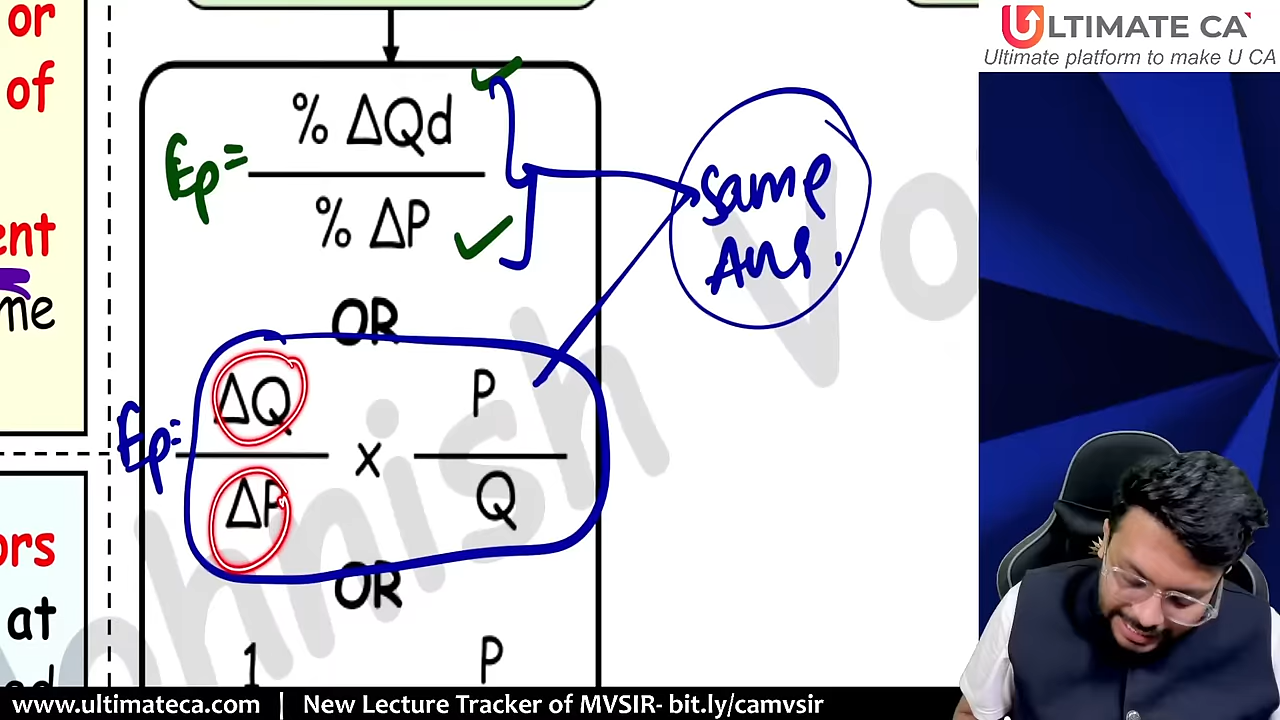 or
of
ent
me
ors
at
ULTIMATE CA
Ultimate platform to make U CA
Ep=
% ΔQd
% ΔP
Same
Ans.
OR
Ep=
ΔQ
ΔP
x
P
Q
OR
1
P
www.ultimateca.com | New Lecture Tracker of MVSIR- bit.ly/camvsir